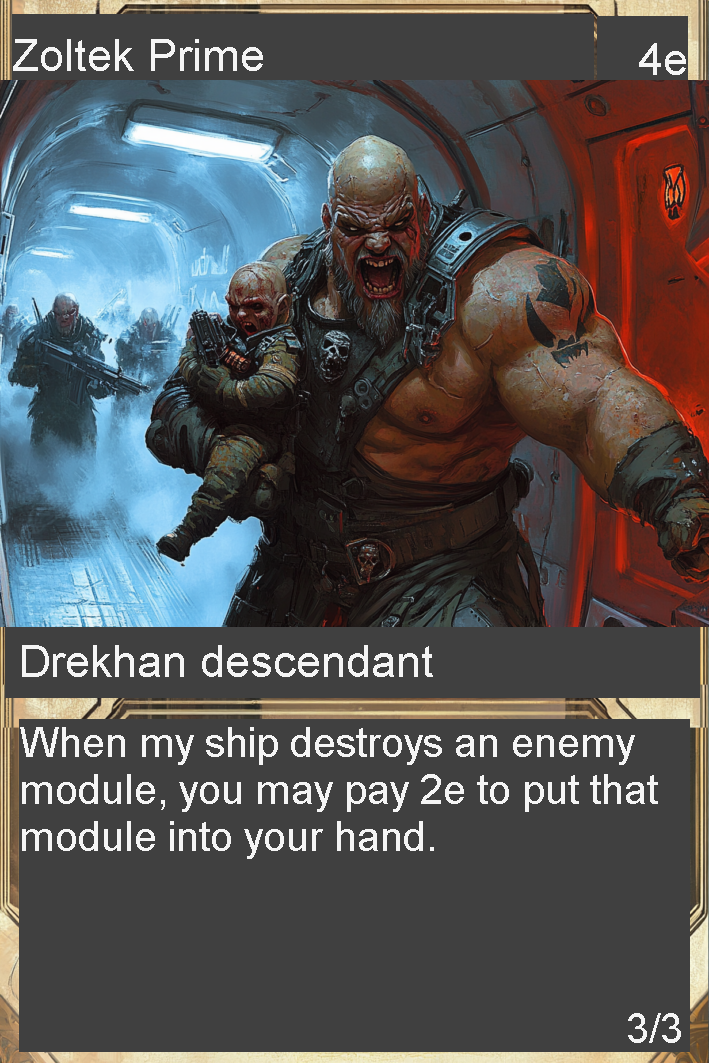 Zoltek Prime
4e
Drekhan descendant
When my ship destroys an enemy
module, you may pay 2e to put that
module into your hand.
3/3